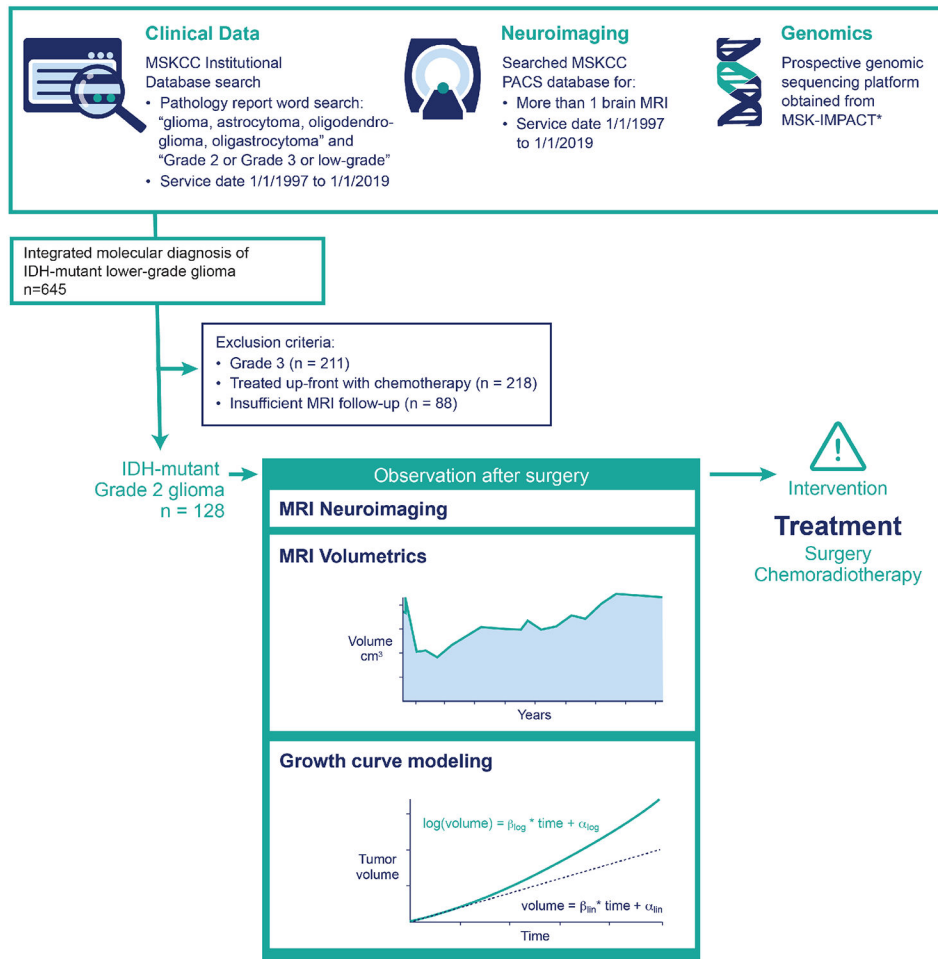 Clinical Data
MSKCC Institutional
Database search
• Pathology report word search:
“glioma, astrocytoma, oligodendro-
glioma, oligastrocytoma” and
“Grade 2 or Grade 3 or low-grade”
• Service date 1/1/1997 to 1/1/2019
Neuroimaging
Searched MSKCC
PACS database for:
• More than 1 brain MRI
• Service date 1/1/1997
to 1/1/2019
Genomics
Prospective genomic
sequencing platform
obtained from
MSK-IMPACT*
Integrated molecular diagnosis of
IDH-mutant lower-grade glioma
n=645
Exclusion criteria:
• Grade 3 (n = 211)
• Treated up-front with chemotherapy (n = 218)
• Insufficient MRI follow-up (n = 88)
IDH-mutant
Grade 2 glioma
n = 128
Observation after surgery
MRI Neuroimaging
MRI Volumetrics
Volume
cm³
Years
Growth curve modeling
log(volume) = βlog * time + αlog
Tumor
volume
volume = βlin* time + αlin
Time
!
Intervention
Treatment
Surgery
Chemoradiotherapy